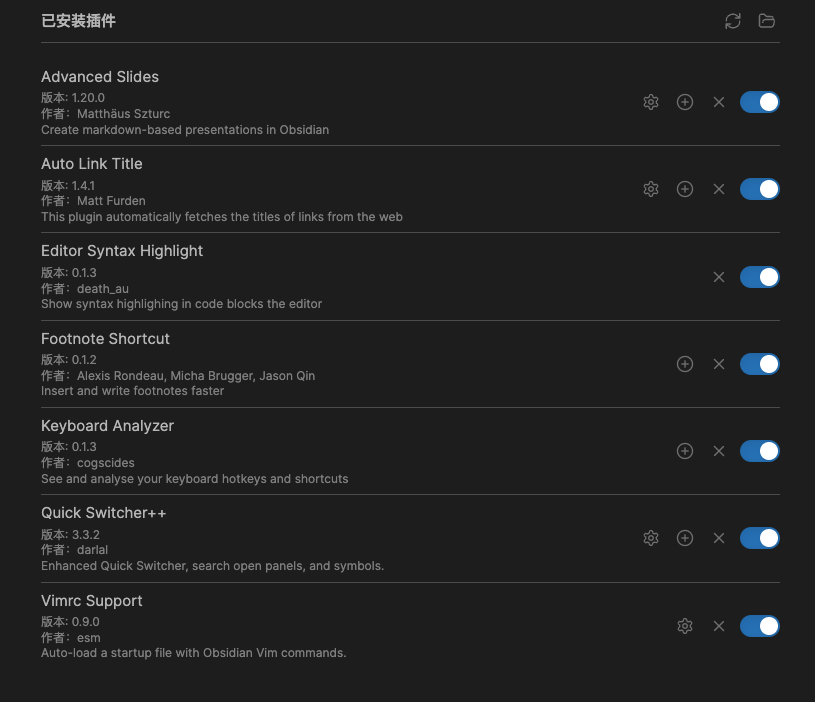 已安装插件
Advanced Slides
版本: 1.20.0
作者：Matthäus Szturc
Create markdown-based presentations in Obsidian
Auto Link Title
版本: 1.4.1
作者：Matt Furden
This plugin automatically fetches the titles of links from the web
Editor Syntax Highlight
版本: 0.1.3
作者：death_au
Show syntax highlighing in code blocks the editor
Footnote Shortcut
版本: 0.1.2
作者：Alexis Rondeau, Micha Brugger, Jason Qin
Insert and write footnotes faster
Keyboard Analyzer
版本: 0.1.3
作者：cogscides
See and analyse your keyboard hotkeys and shortcuts
Quick Switcher++
版本: 3.3.2
作者：darlal
Enhanced Quick Switcher, search open panels, and symbols.
Vimrc Support
版本: 0.9.0
作者：esm
Auto-load a startup file with Obsidian Vim commands.